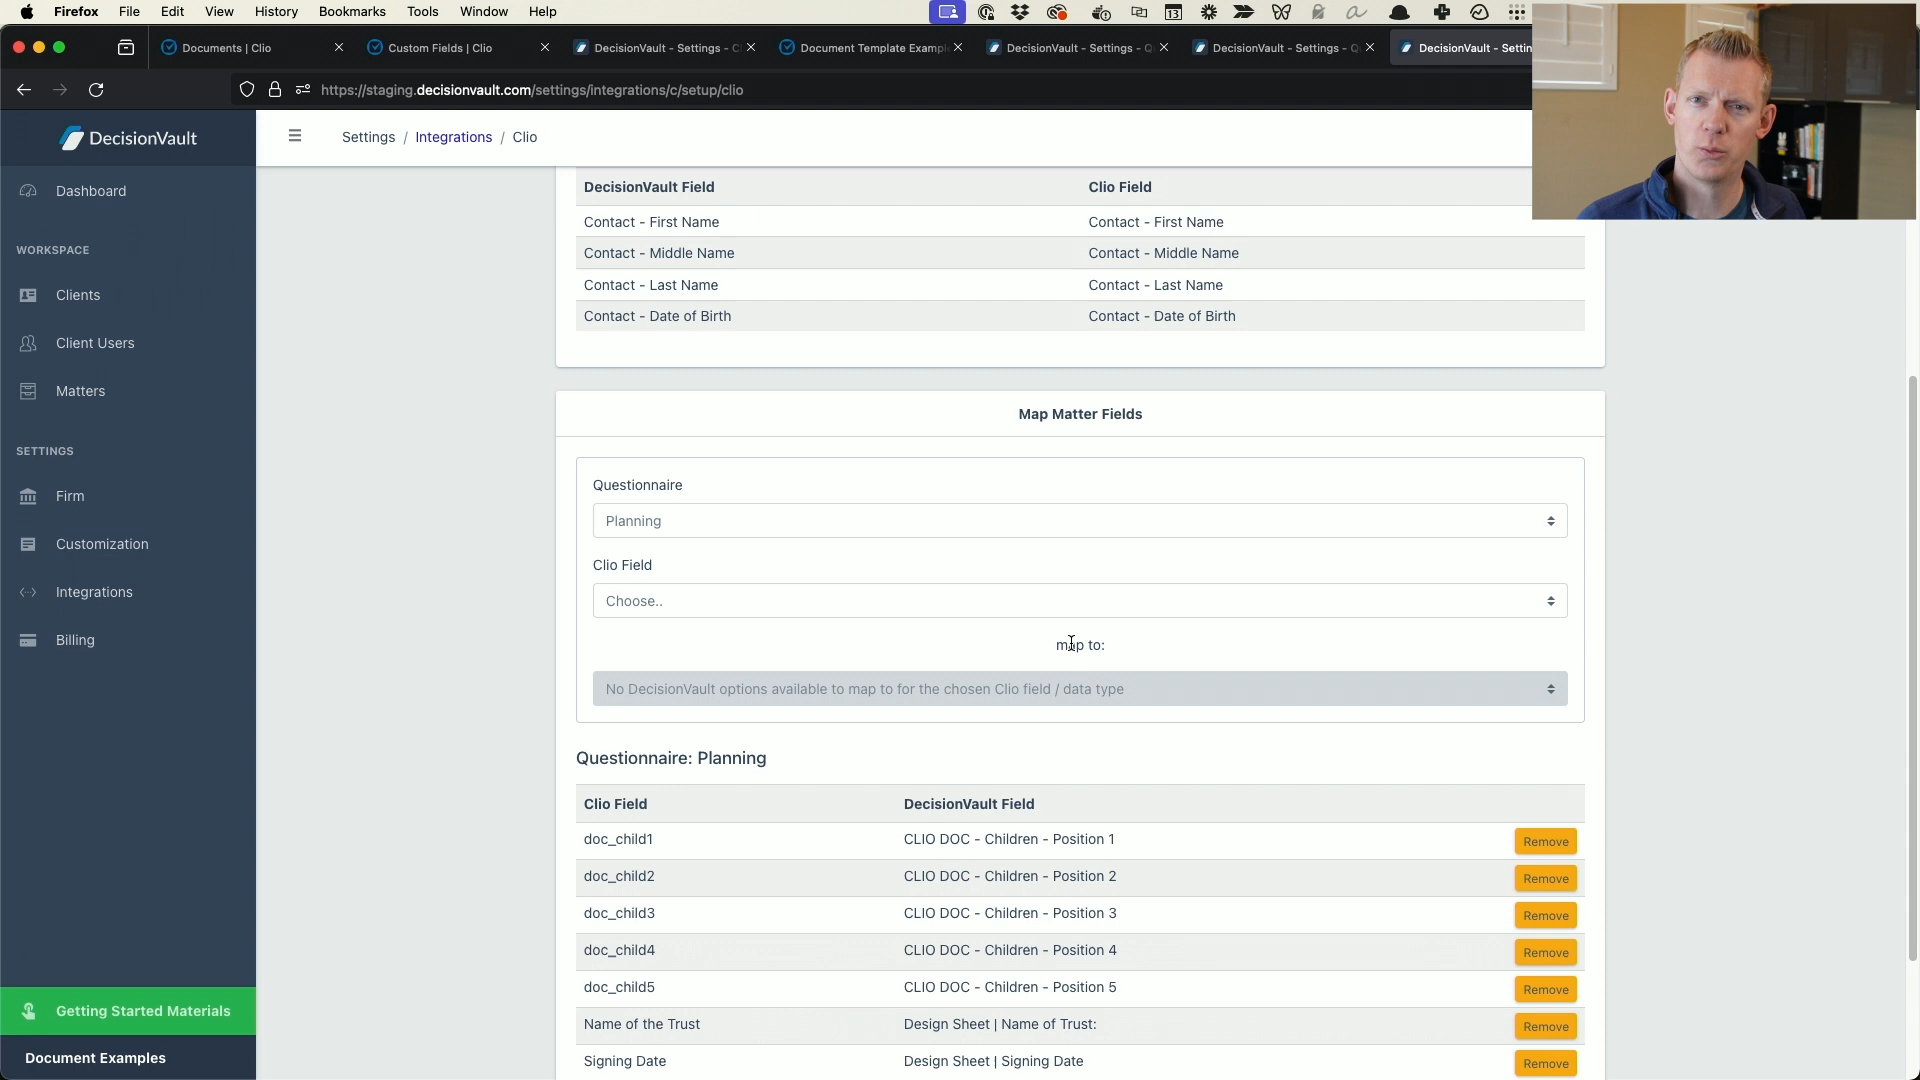 Firefox File Edit View History Bookmarks Tools Window Help
13
Documents | Clio
Custom Fields | Clio
DecisionVault - Settings - C
Document Template Exampl
DecisionVault - Settings - Q
DecisionVault - Settings - Q
DecisionVault - Settin
https://staging.decisionvault.com/settings/integrations/c/setup/clio
DecisionVault
Settings / Integrations / Clio
Dashboard
WORKSPACE
Clients
Client Users
Matters
SETTINGS
Firm
Customization
Integrations
Billing
Getting Started Materials
Document Examples
DecisionVault Field Clio Field
Contact - First Name Contact - First Name
Contact - Middle Name Contact - Middle Name
Contact - Last Name Contact - Last Name
Contact - Date of Birth Contact - Date of Birth
Map Matter Fields
Questionnaire
Planning
Clio Field
Choose..
map to:
No DecisionVault options available to map to for the chosen Clio field / data type
Questionnaire: Planning
Clio Field DecisionVault Field
doc_child1 CLIO DOC - Children - Position 1 Remove
doc_child2 CLIO DOC - Children - Position 2 Remove
doc_child3 CLIO DOC - Children - Position 3 Remove
doc_child4 CLIO DOC - Children - Position 4 Remove
doc_child5 CLIO DOC - Children - Position 5 Remove
Name of the Trust Design Sheet | Name of Trust: Remove
Signing Date Design Sheet | Signing Date Remove